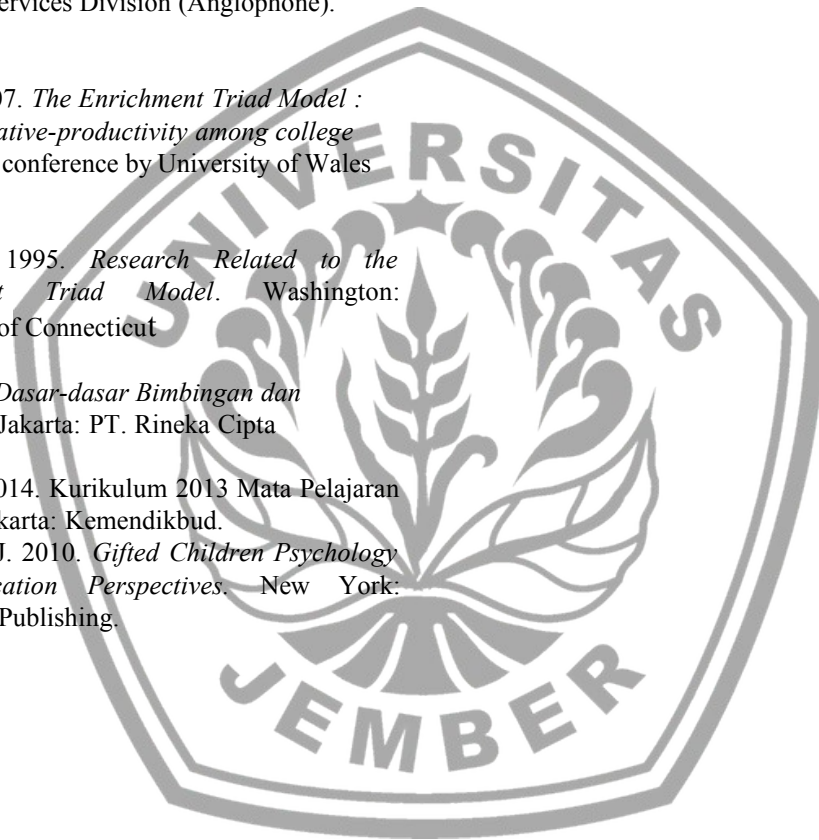 ervices Division (Anglophone).
07. The Enrichment Triad Model :
ative-productivity among college
conference by University of Wales
1995. Research Related to the
t Triad Model. Washington:
of Connecticut
Dasar-dasar Bimbingan dan
Jakarta: PT. Rineka Cipta
014. Kurikulum 2013 Mata Pelajaran
karta: Kemendikbud.
J. 2010. Gifted Children Psychology
cation Perspectives. New York:
Publishing.
UNIVERSITAS
JEMBER